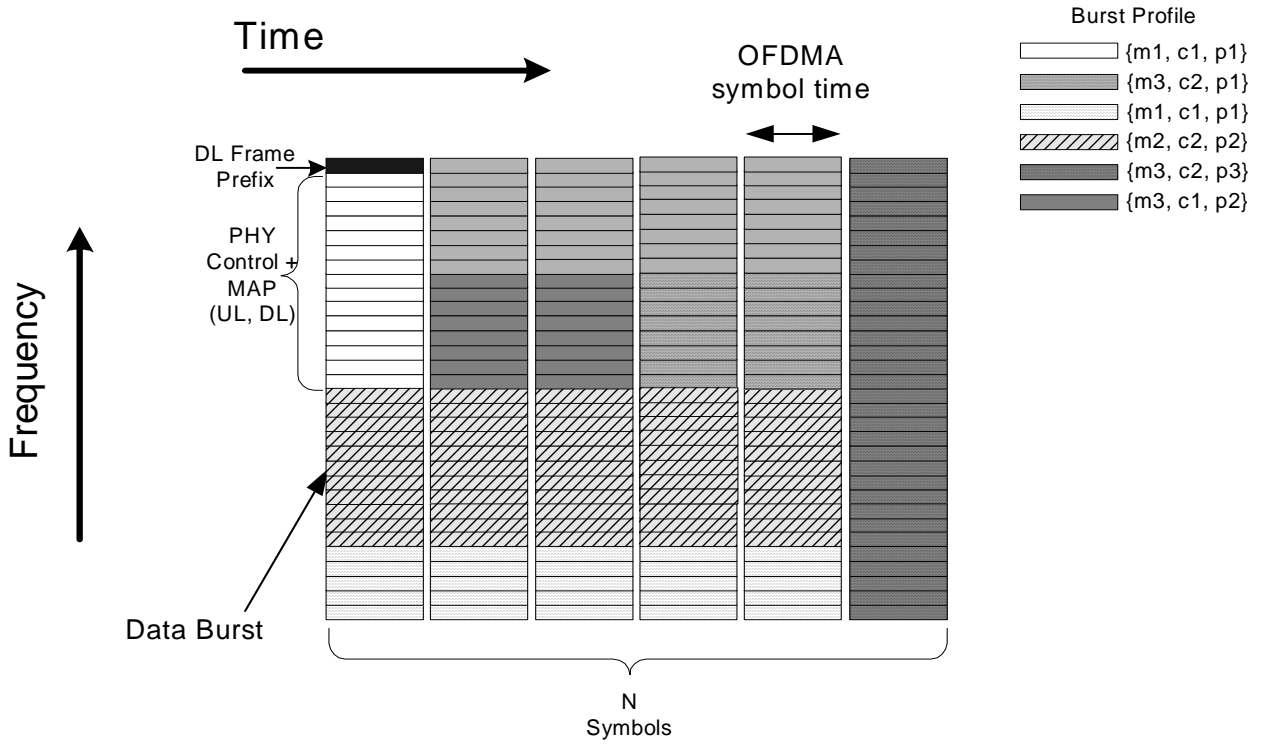 Time
OFDMA
symbol time
Burst Profile
{m1, c1, p1}
{m3, c2, p1}
{m1, c1, p1}
{m2, c2, p2}
{m3, c2, p3}
{m3, c1, p2}
DL Frame
Prefix
PHY
Control +
MAP
(UL, DL)
Frequency
Data Burst
N
Symbols